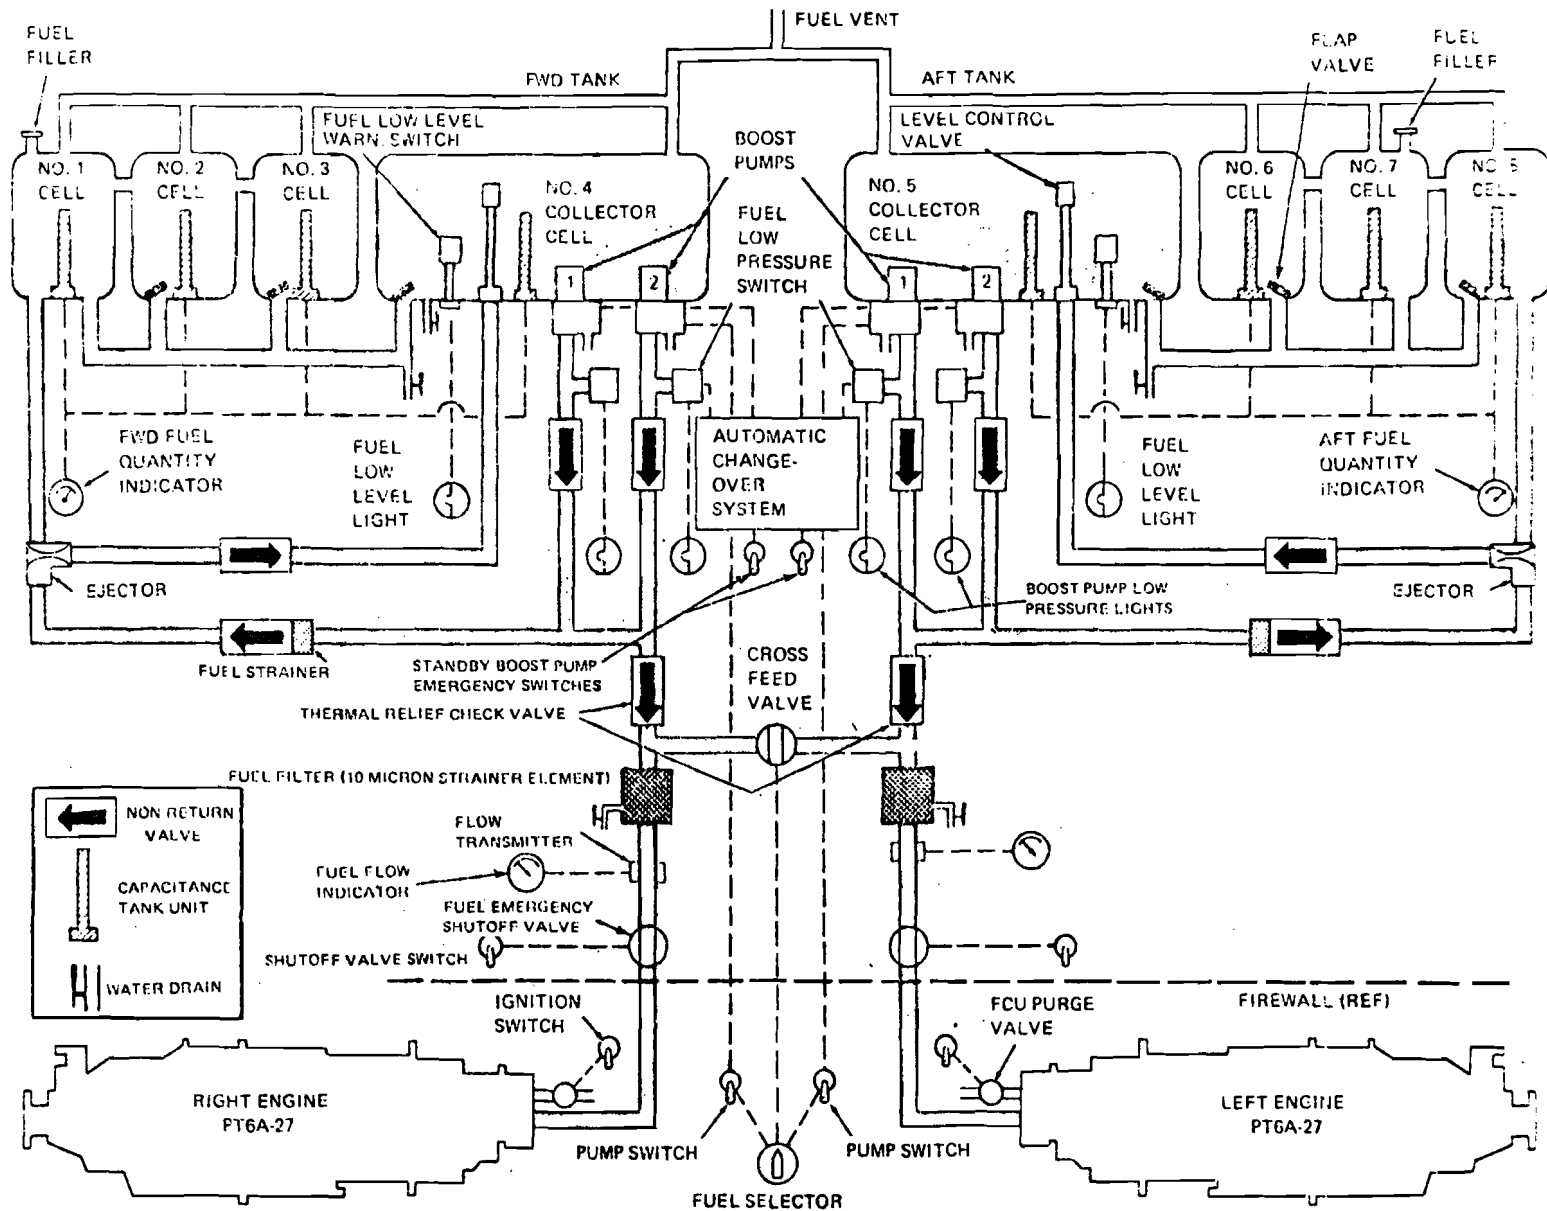 FUEL VENT
FUEL
FILLER
FWD TANK
AFT TANK
FLAP
VALVE
FUEL
FILLER
FUEL LOW LEVEL
WARN. SWITCH
BOOST
PUMPS
LEVEL CONTROL
VALVE
NO. 1
CELL
NO. 2
CELL
NO. 3
CELL
NO. 4
COLLECTOR
CELL
FUEL
LOW
PRESSURE
SWITCH
NO. 5
COLLECTOR
CELL
NO. 6
CELL
NO. 7
CELL
NO. 8
CELL
1
2
1
2
FWD FUEL
QUANTITY
INDICATOR
FUEL
LOW
LEVEL
LIGHT
AUTOMATIC
CHANGE-
OVER
SYSTEM
FUEL
LOW
LEVEL
LIGHT
AFT FUEL
QUANTITY
INDICATOR
EJECTOR
BOOST PUMP LOW
PRESSURE LIGHTS
EJECTOR
FUEL STRAINER
STANDBY BOOST PUMP
EMERGENCY SWITCHES
CROSS
FEED
VALVE
THERMAL RELIEF CHECK VALVE
FUEL FILTER (10 MICRON STRAINER ELEMENT)
NON RETURN
VALVE
CAPACITANCE
TANK UNIT
WATER DRAIN
FLOW
TRANSMITTER
FUEL FLOW
INDICATOR
FUEL EMERGENCY
SHUTOFF VALVE
SHUTOFF VALVE SWITCH
IGNITION
SWITCH
FCU PURGE
VALVE
FIREWALL (REF)
RIGHT ENGINE
PT6A-27
LEFT ENGINE
PT6A-27
PUMP SWITCH
PUMP SWITCH
FUEL SELECTOR